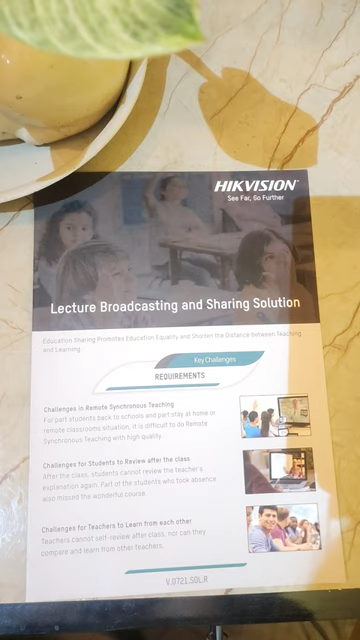 HIKVISION
See Far, Go Further
Lecture Broadcasting and Sharing Solution
Education Sharing Promotes Education Equality and Shorten the Distance between Teaching
and Learning.
Key Challenges
REQUIREMENTS
Challenges in Remote Synchronous Teaching
For part students back to schools and part stay at home or
remote classrooms situation, it is difficult to do Remote
Synchronous Teaching with high quality.
Challenges for Students to Review after the class
After the class, students cannot review the teacher's
explanation again. Part of the students who took absence
also missed the wonderful course.
Challenges for Teachers to Learn from each other
Teachers cannot self-review after class, nor can they
compare and learn from other teachers.
V.0721.SOL.R